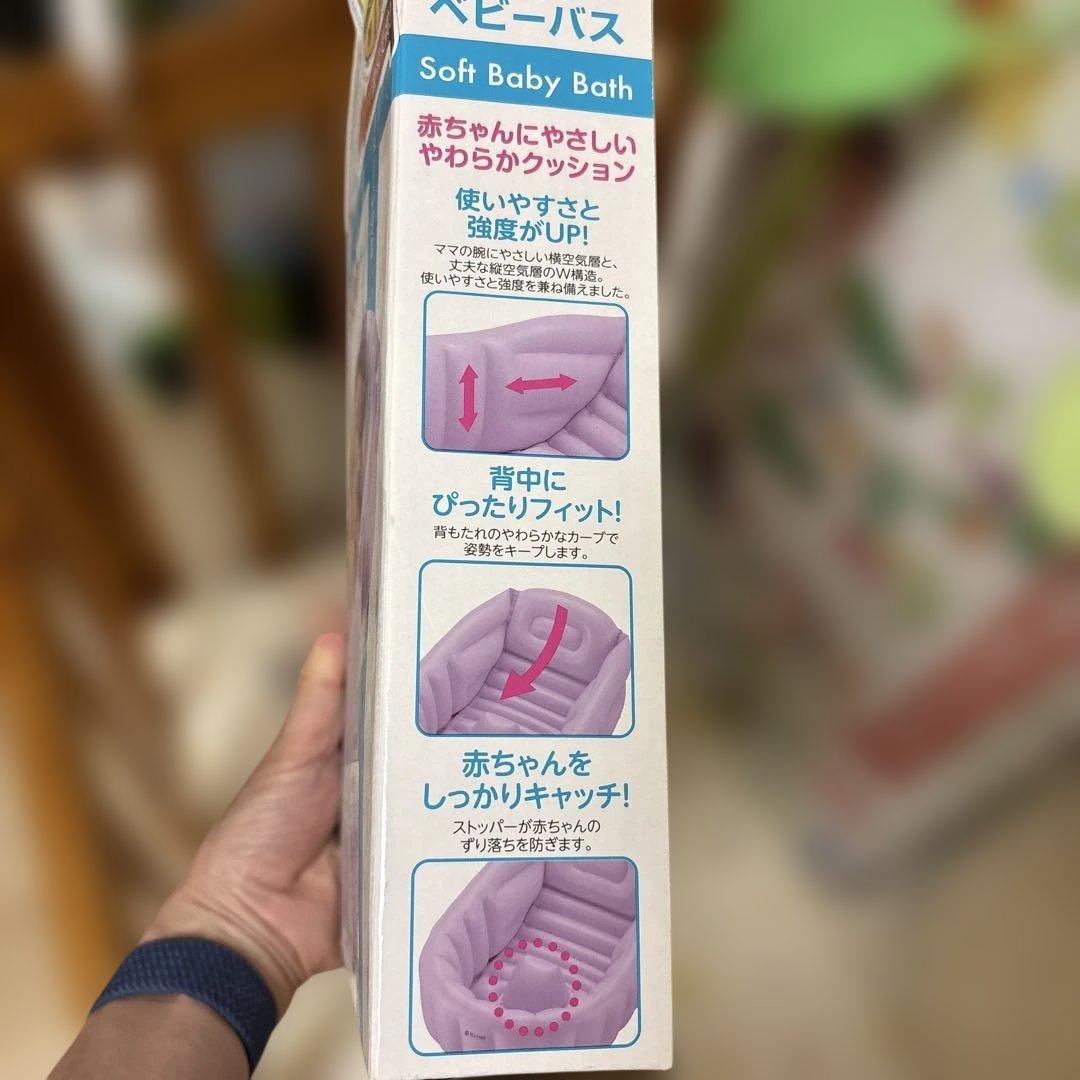 ベビーバス
Soft Baby Bath
赤ちゃんにやさしい
やわらかクッション
使いやすさと
強度がUP!
ママの腕にやさしい横空気層と、
丈夫な縦空気層のW構造。
使いやすさと強度を兼ね備えました。
背中に
ぴったりフィット!
背もたれのやわらかなカーブで
姿勢をキープします。
赤ちゃんを
しっかりキャッチ!
ストッパーが赤ちゃんの
ずり落ちを防ぎます。